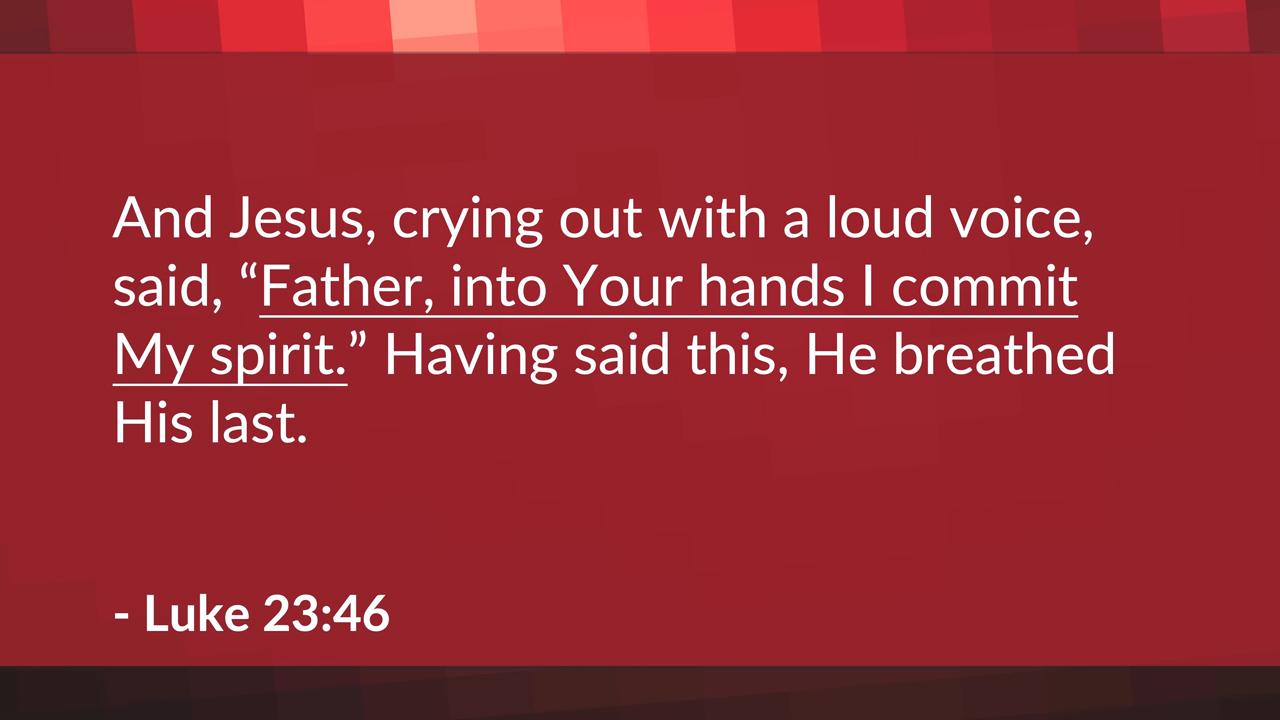 And Jesus, crying out with a loud voice,
said, “Father, into Your hands I commit
My spirit.” Having said this, He breathed
His last.
- Luke 23:46